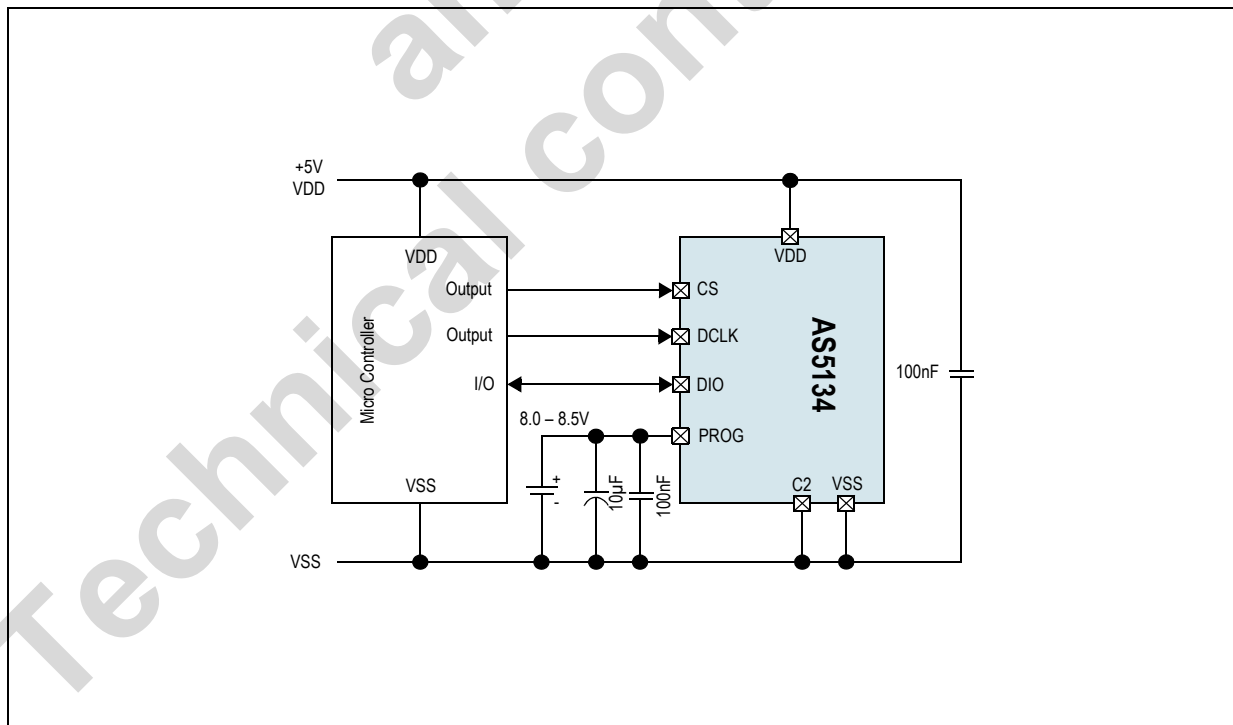 Technical cont
+5V
VDD
VDD
VDD
Output
CS
Output
DCLK
Micro Controller
AS5134
I/O
DIO
100nF
8.0 – 8.5V
PROG
+
-
10µF
100nF
VSS
C2
VSS
VSS